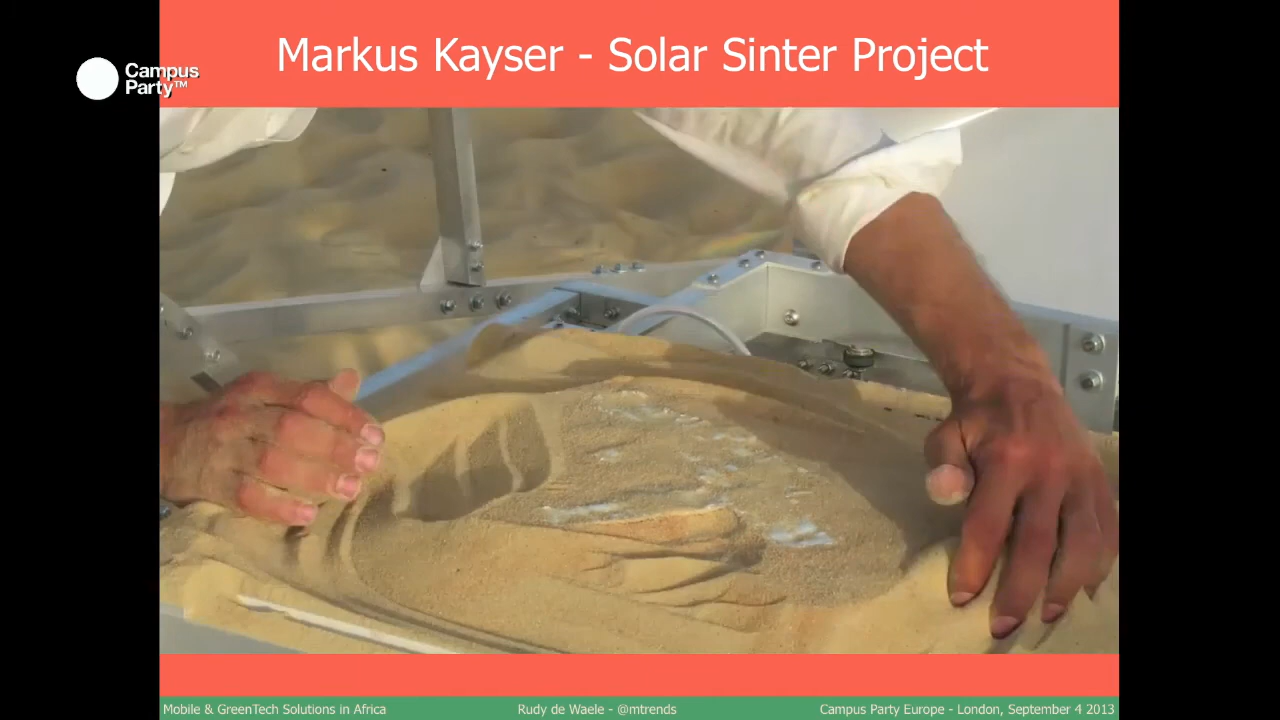 Markus Kayser - Solar Sinter Project
Campus
Party™
Mobile & GreenTech Solutions in Africa
Rudy de Waele - @mtrends
Campus Party Europe - London, September 4 2013